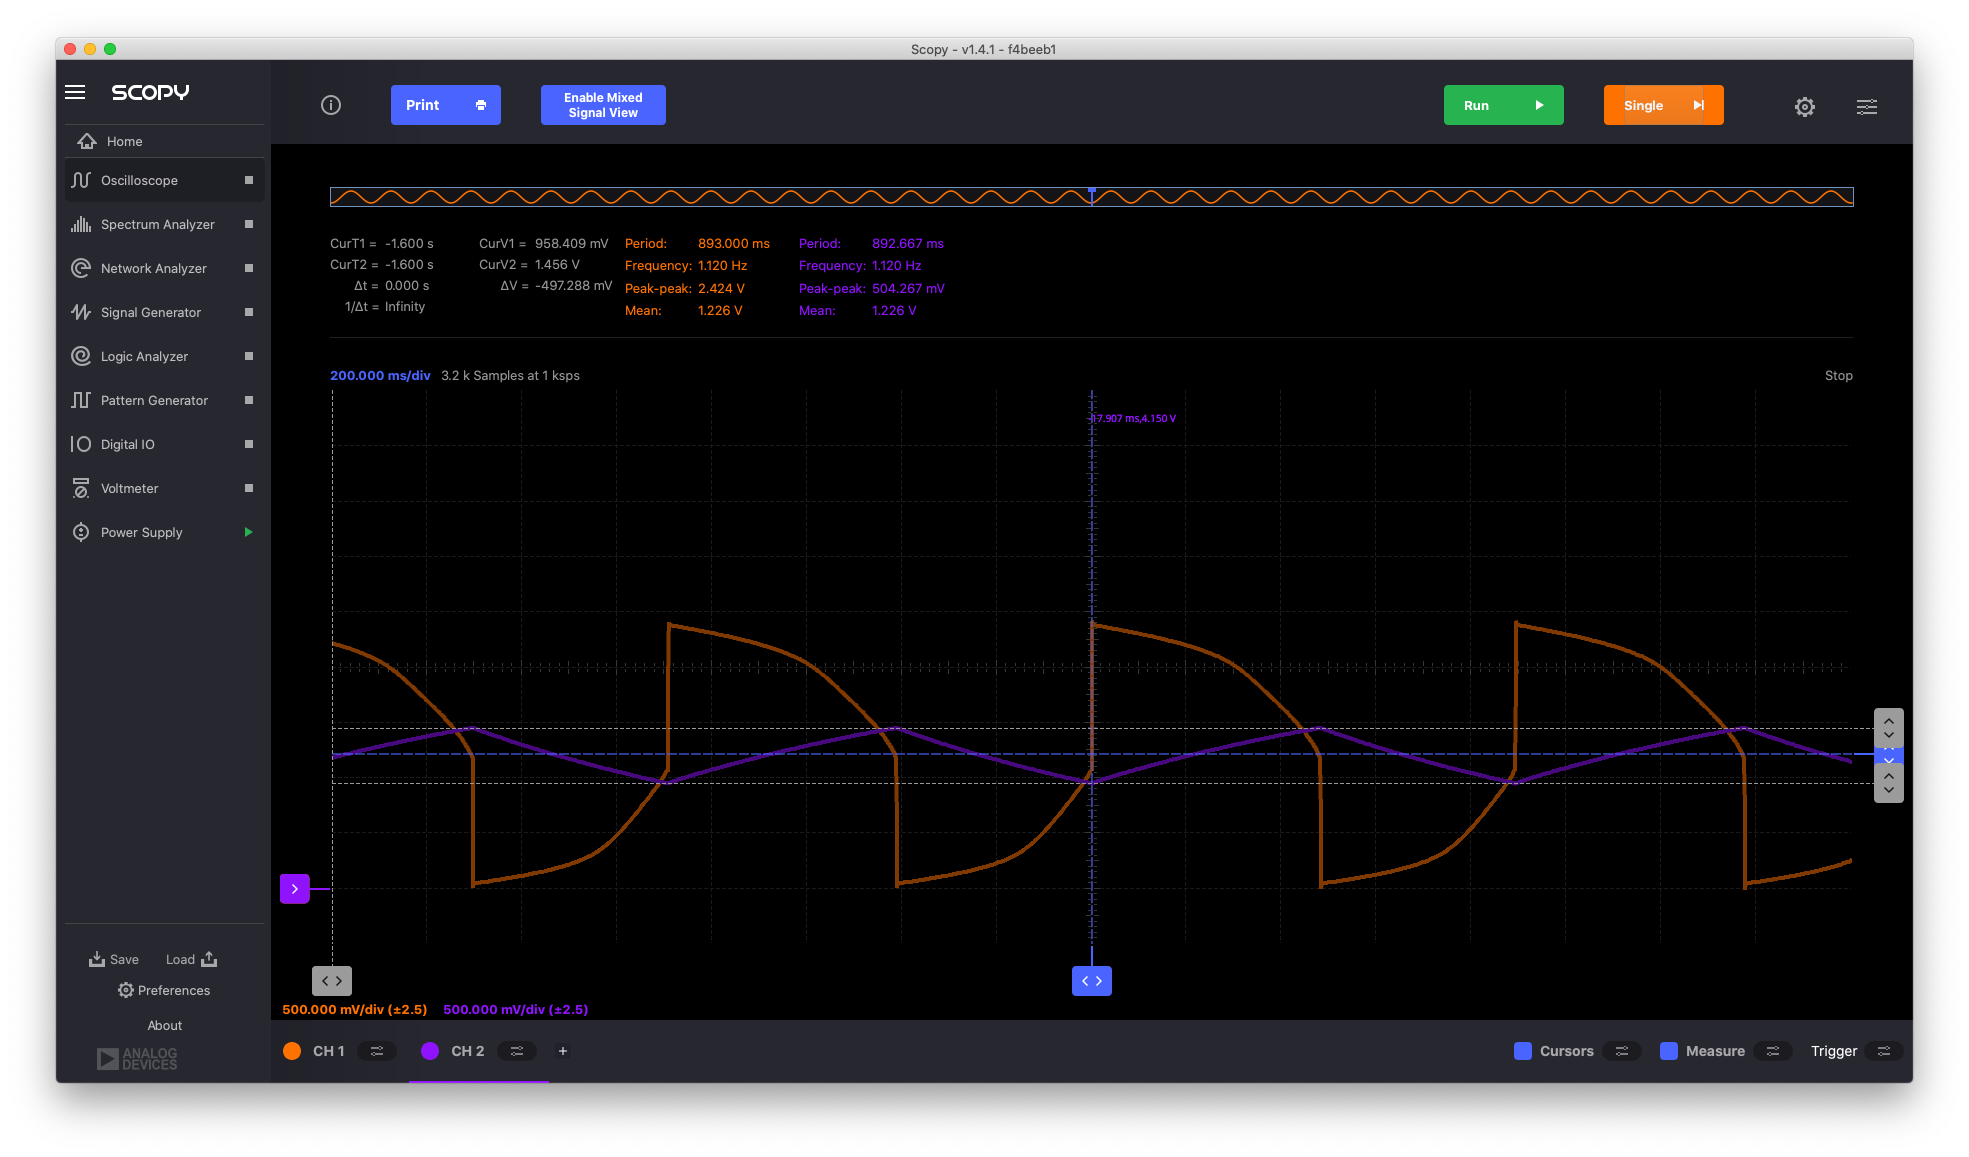 Scopy - v1.4.1 - f4beeb1
SCOPY
Home
Oscilloscope
Spectrum Analyzer
Network Analyzer
Signal Generator
Logic Analyzer
Pattern Generator
Digital IO
Voltmeter
Power Supply
Save Load
Preferences
About
ANALOG
DEVICES
Print
Enable Mixed
Signal View
Run
Single
CurT1 = -1.600 s CurV1 = 958.409 mV Period: 893.000 ms Period: 892.667 ms
CurT2 = -1.600 s CurV2 = 1.456 V Frequency: 1.120 Hz Frequency: 1.120 Hz
Δt = 0.000 s ΔV = -497.288 mV Peak-peak: 2.424 V Peak-peak: 504.267 mV
1/Δt = Infinity Mean: 1.226 V Mean: 1.226 V
200.000 ms/div 3.2 k Samples at 1 ksps Stop
-17.907 ms,4.150 V
500.000 mV/div (±2.5) 500.000 mV/div (±2.5)
CH 1 CH 2 + Cursors Measure Trigger